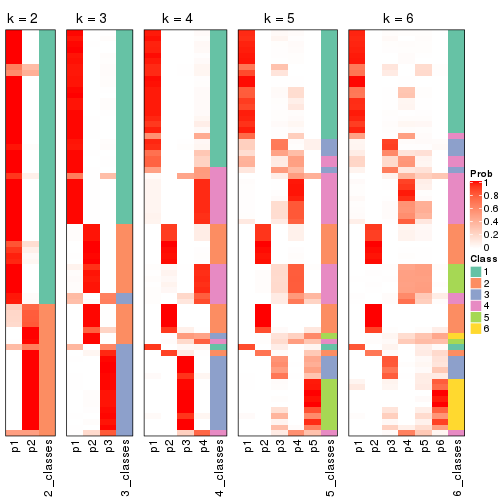 k = 2
k = 3
k = 4
k = 5
k = 6
p1
p2
2_classes
p1
p2
p3
3_classes
p1
p2
p3
p4
4_classes
p1
p2
p3
p4
p5
5_classes
p1
p2
p3
p4
p5
p6
6_classes
Prob
1
0.8
0.6
0.4
0.2
0
Class
1
2
3
4
5
6